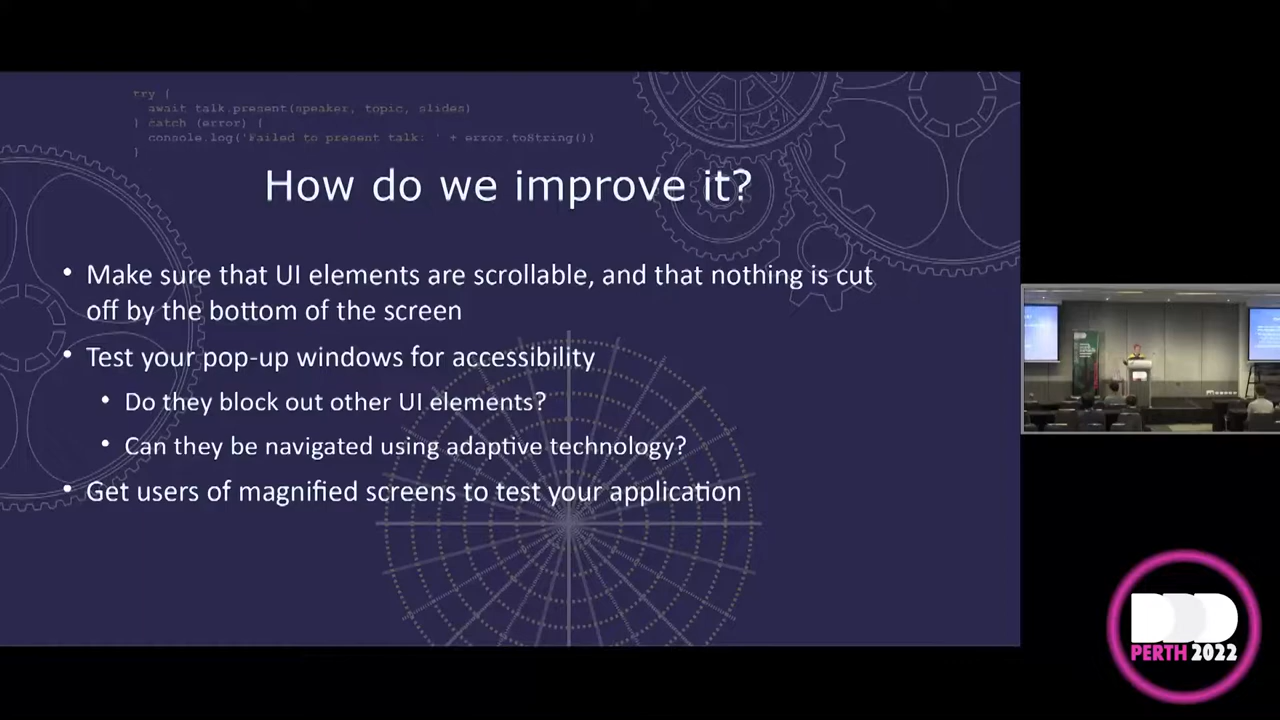 try {
await talk.present(speaker, topic, slides)
} catch (error) {
console.log('Failed to present talk: ' + error.toString())
}
How do we improve it?
• Make sure that UI elements are scrollable, and that nothing is cut
off by the bottom of the screen
• Test your pop-up windows for accessibility
• Do they block out other UI elements?
• Can they be navigated using adaptive technology?
• Get users of magnified screens to test your application
DDD
PERTH 2022